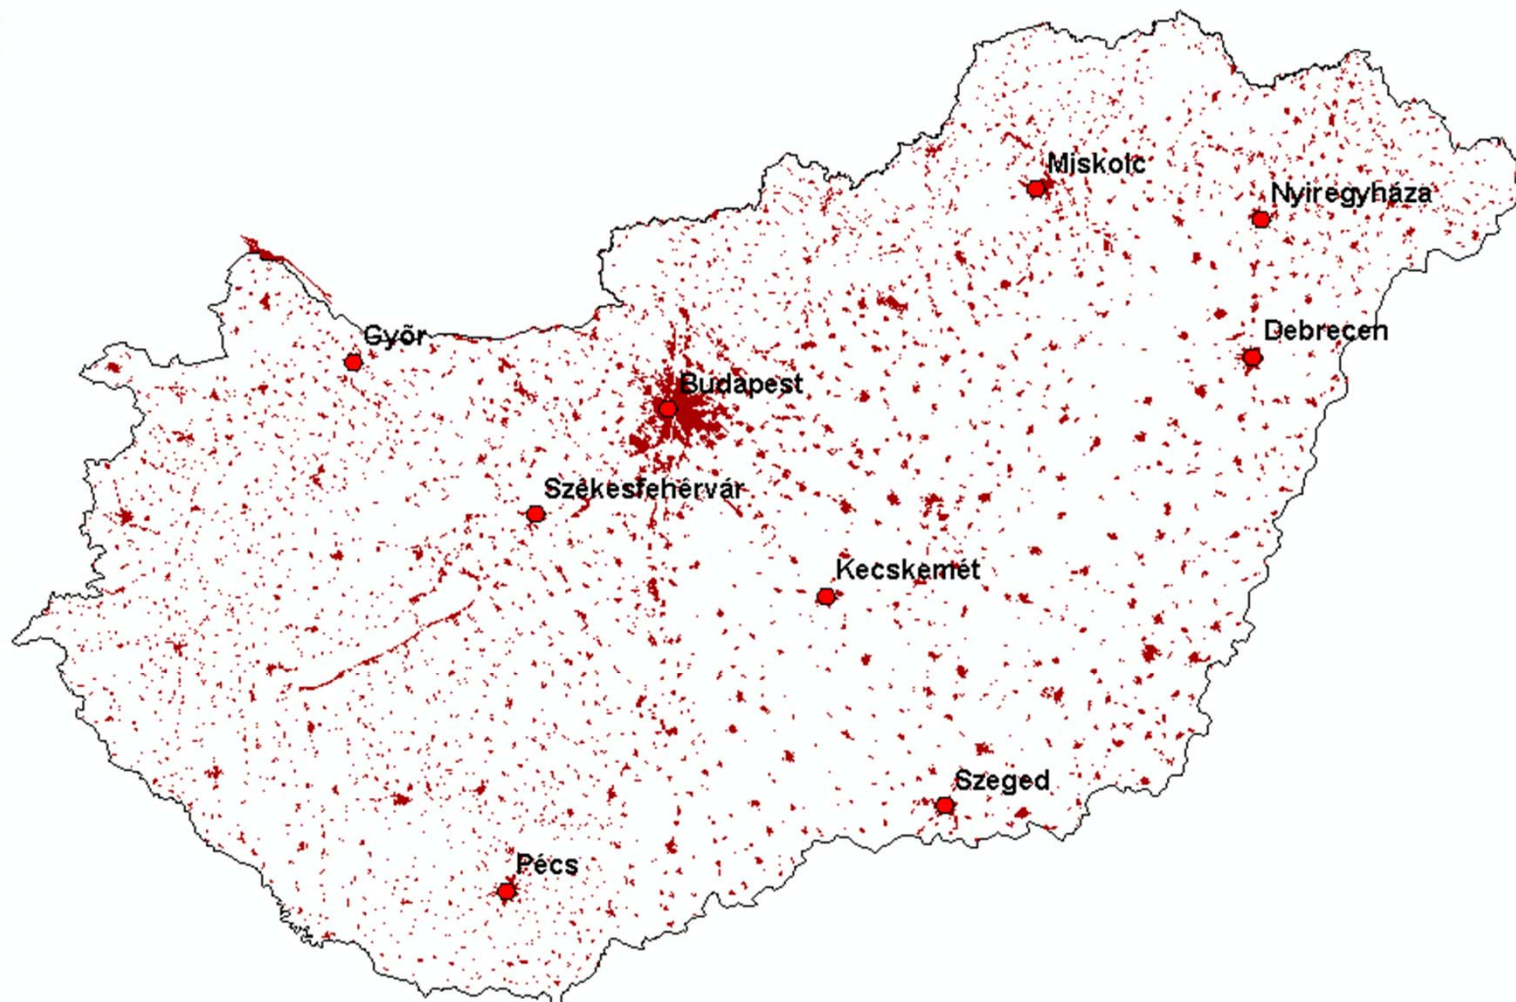 Miskolc
Nyiregyháza
Győr
Debrecen
Budapest
Székesfehérvár
Kecskemét
Szeged
Pécs